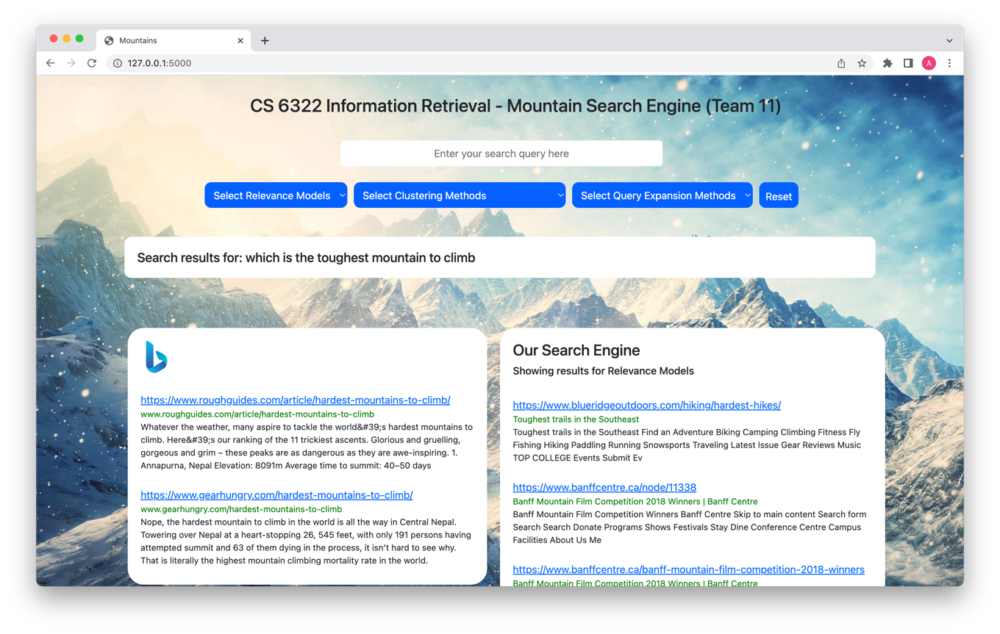 Mountains
127.0.0.1:5000
A
CS 6322 Information Retrieval - Mountain Search Engine (Team 11)
Enter your search query here
Select Relevance Models
Select Clustering Methods
Select Query Expansion Methods
Reset
Search results for: which is the toughest mountain to climb
https://www.roughguides.com/article/hardest-mountains-to-climb/
www.roughguides.com/article/hardest-mountains-to-climb
Whatever the weather, many aspire to tackle the world&#39;s hardest mountains to
climb. Here&#39;s our ranking of the 11 trickiest ascents. Glorious and gruelling,
gorgeous and grim – these peaks are as dangerous as they are awe-inspiring. 1.
Annapurna, Nepal Elevation: 8091m Average time to summit: 40–50 days
https://www.gearhungry.com/hardest-mountains-to-climb/
www.gearhungry.com/hardest-mountains-to-climb
Nope, the hardest mountain to climb in the world is all the way in Central Nepal.
Towering over Nepal at a heart-stopping 26, 545 feet, with only 191 persons having
attempted summit and 63 of them dying in the process, it isn't hard to see why.
That is literally the highest mountain climbing mortality rate in the world.
Our Search Engine
Showing results for Relevance Models
https://www.blueridgeoutdoors.com/hiking/hardest-hikes/
Toughest trails in the Southeast
Toughest trails in the Southeast Find an Adventure Biking Camping Climbing Fitness Fly
Fishing Hiking Paddling Running Snowsports Traveling Latest Issue Gear Reviews Music
TOP COLLEGE Events Submit Ev
https://www.banffcentre.ca/node/11338
Banff Mountain Film Competition 2018 Winners | Banff Centre
Banff Mountain Film Competition Winners Banff Centre Skip to main content Search form
Search Search Donate Programs Shows Festivals Stay Dine Conference Centre Campus
Facilities About Us Me
https://www.banffcentre.ca/banff-mountain-film-competition-2018-winners
Banff Mountain Film Competition 2018 Winners | Banff Centre